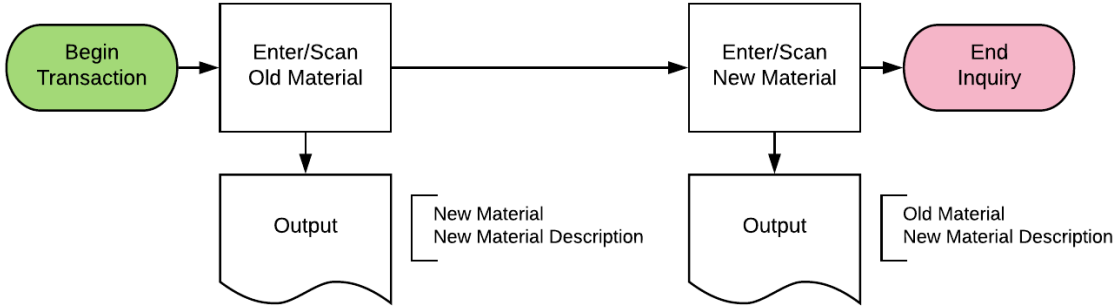 Begin
Transaction
Enter/Scan
Old Material
Enter/Scan
New Material
End
Inquiry
Output
New Material
New Material Description
Output
Old Material
New Material Description